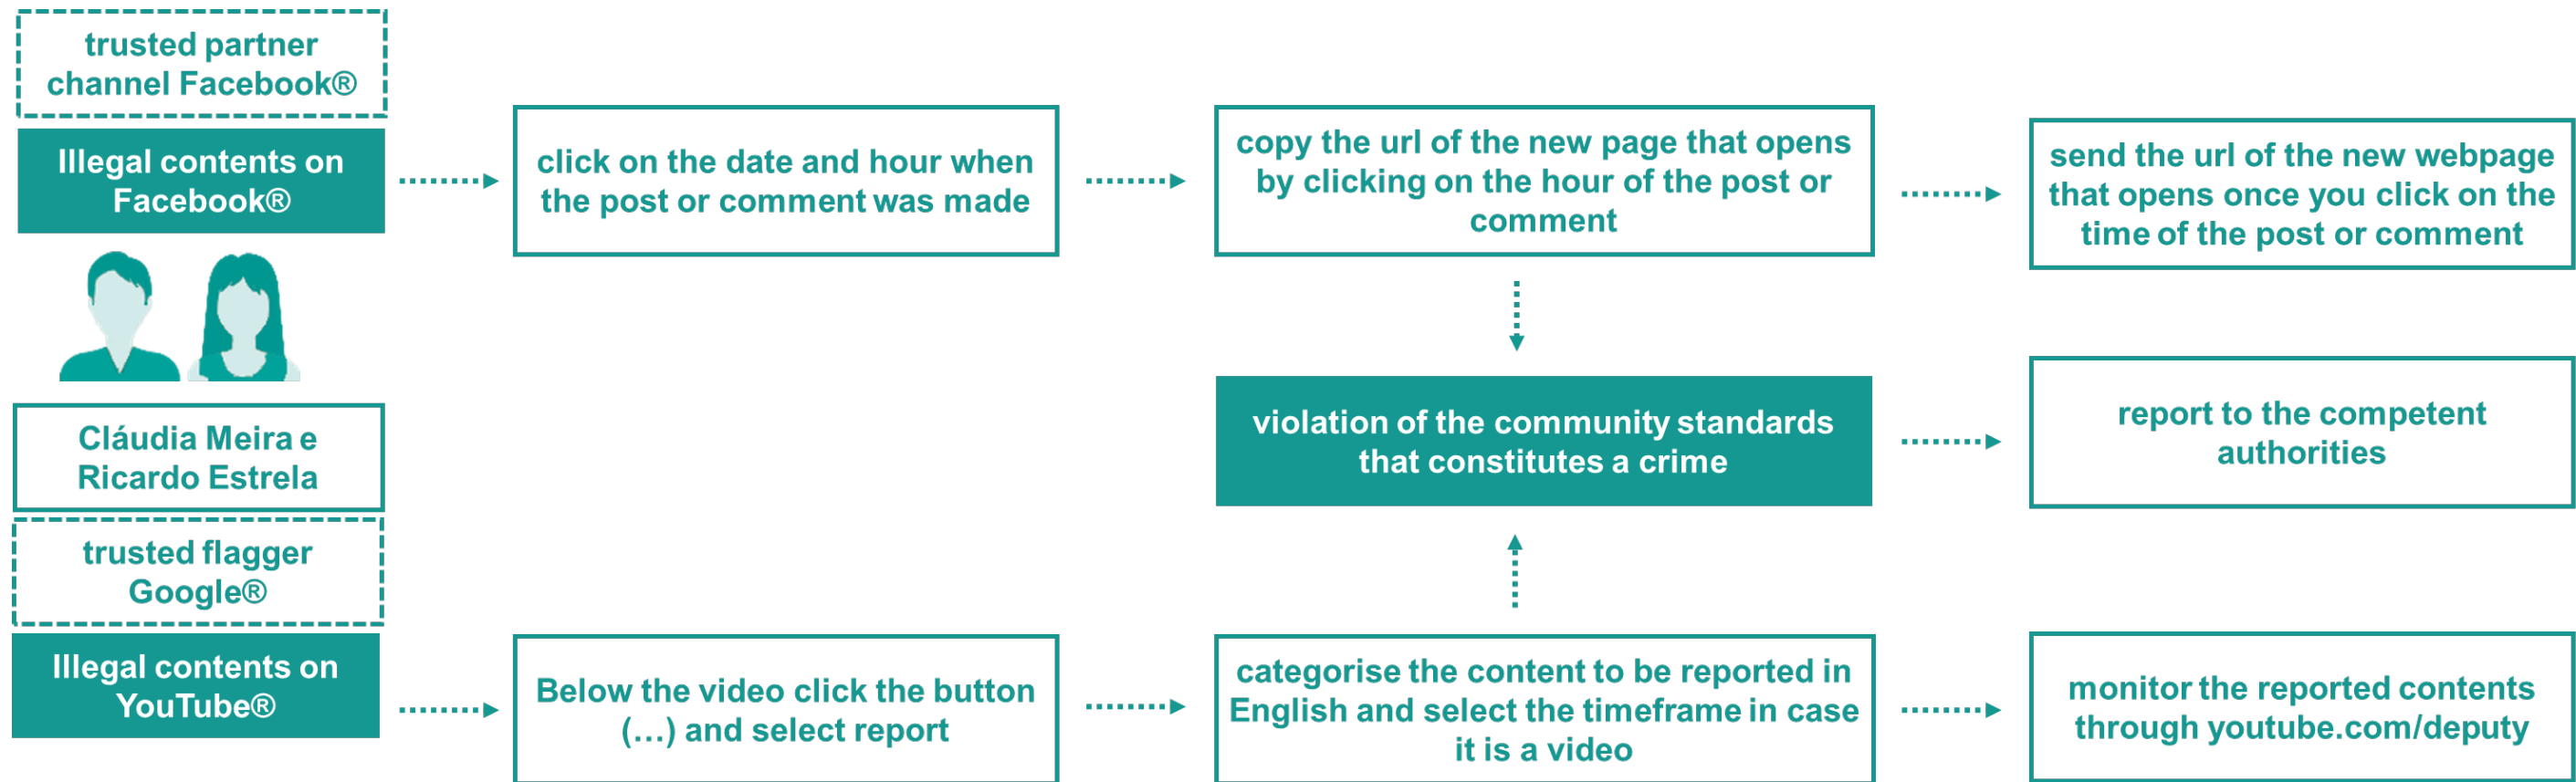 trusted partner
channel Facebook®
Illegal contents on
Facebook®
click on the date and hour when
the post or comment was made
copy the url of the new page that opens
by clicking on the hour of the post or
comment
send the url of the new webpage
that opens once you click on the
time of the post or comment
Cláudia Meira e
Ricardo Estrela
violation of the community standards
that constitutes a crime
report to the competent
authorities
trusted flagger
Google®
Illegal contents on
YouTube®
Below the video click the button
(...) and select report
categorise the content to be reported in
English and select the timeframe in case
it is a video
monitor the reported contents
through youtube.com/deputy